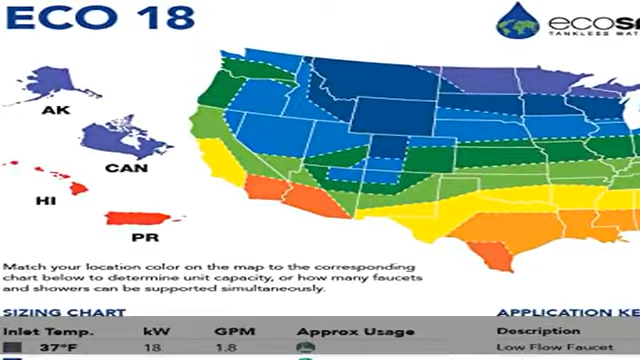 ECO 18
TANKLESS
AK
CAN
HI
PR
Match your location color on the map to the corresponding
chart below to determine unit capacity, or how many faucets
and showers can be supported simultaneously.
SIZING CHART
APPLICATION
Inlet Temp. kW GPM Approx Usage
Description
37°F 18 1.8
Low Flow Faucet